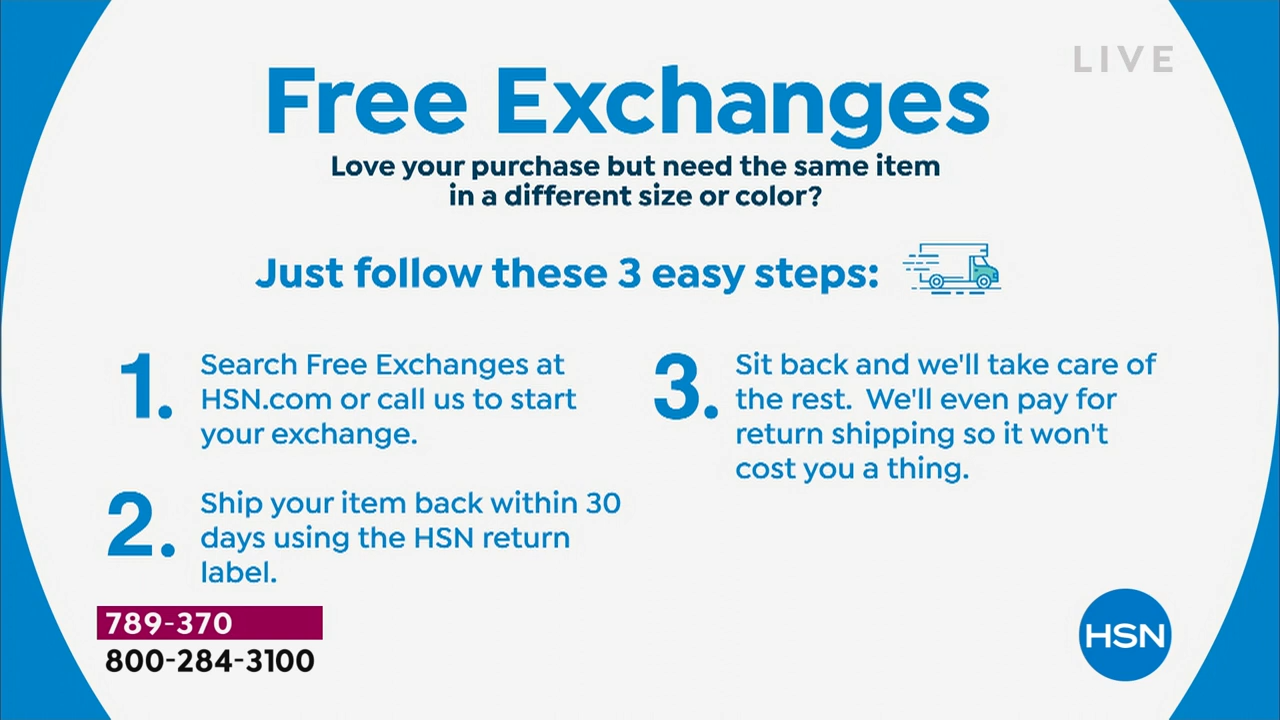 LIVE
Free Exchanges
Love your purchase but need the same item
in a different size or color?
Just follow these 3 easy steps:
1. Search Free Exchanges at
HSN.com or call us to start
your exchange.
2. Ship your item back within 30
days using the HSN return
label.
3. Sit back and we'll take care of
the rest. We'll even pay for
return shipping so it won't
cost you a thing.
789-370
800-284-3100
HSN